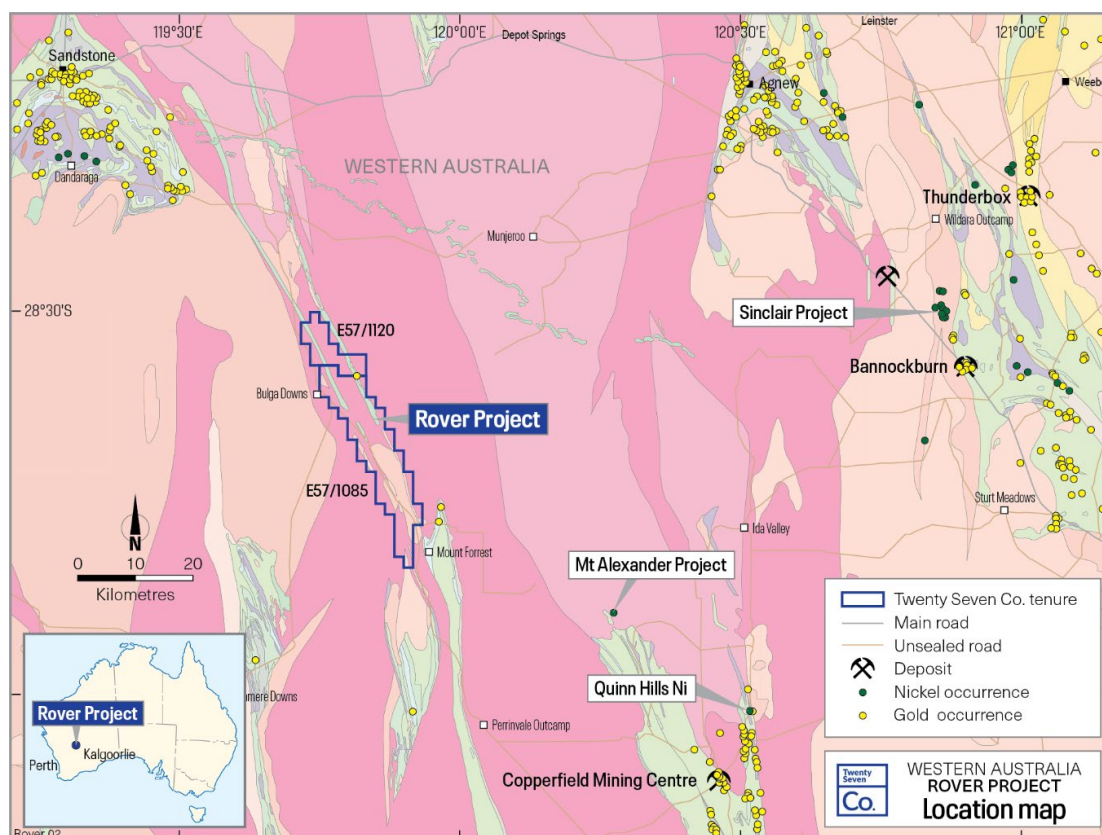 119°30'E
120°00'E
120°30'E
121°00'E
Leinster
Depot Springs
Sandstone
Agnew
Weebo
Dandaraga
WESTERN AUSTRALIA
Thunderbox
Wildara Outcamp
Munjeroo
28°30'S
Sinclair Project
E57/1120
Bannockburn
Bulga Downs
Rover Project
E57/1085
Sturt Meadows
Ida Valley
Mount Forrest
N
0 10 20
Kilometres
Mt Alexander Project
Twenty Seven Co. tenure
Main road
Unsealed road
Deposit
Nickel occurrence
Gold occurrence
Quinn Hills Ni
mere Downs
Rover Project
Kalgoorlie
Perth
Perrinvale Outcamp
Copperfield Mining Centre
Twenty
Seven
Co.
WESTERN AUSTRALIA
ROVER PROJECT
Location map